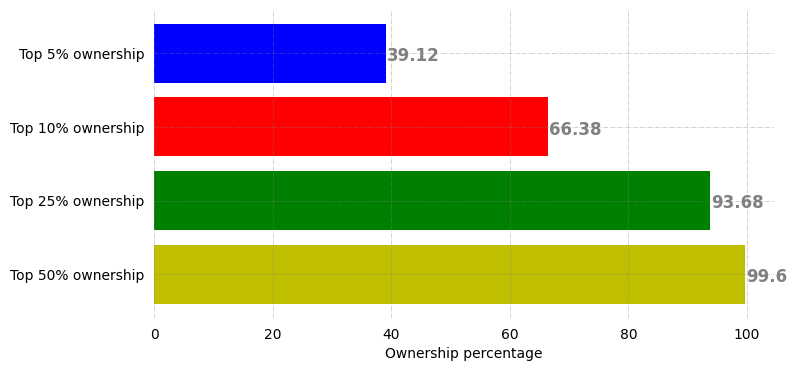 Top 5% ownership
39.12
Top 10% ownership
66.38
Top 25% ownership
93.68
Top 50% ownership
99.6
0 20 40 60 80 100
Ownership percentage